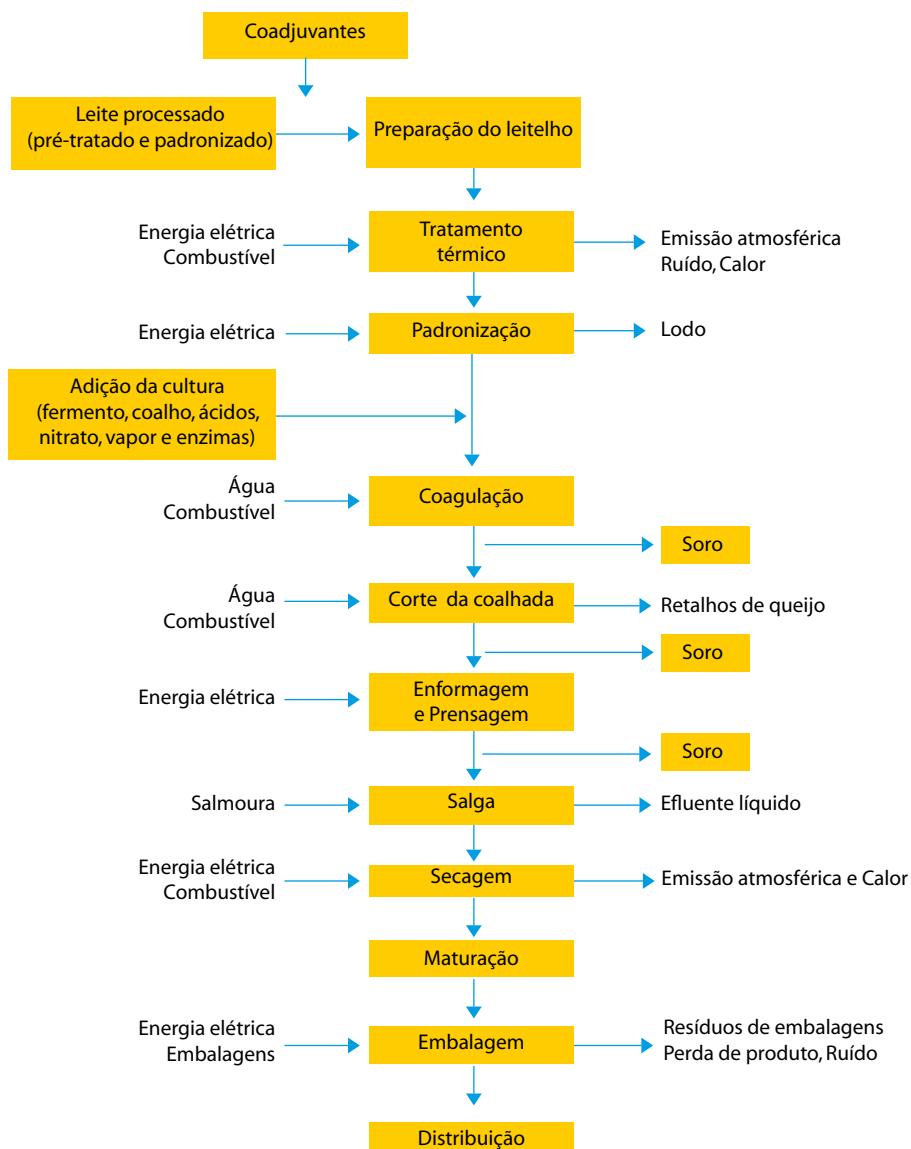 Coadjuvantes
Leite processado
(pré-tratado e padronizado)
Preparação do leitelho
Energia elétrica
Combustível
Tratamento
térmico
Emissão atmosférica
Ruído, Calor
Energia elétrica
Padronização
Lodo
Adição da cultura
(fermento, coalho, ácidos,
nitrato, vapor e enzimas)
Água
Combustível
Coagulação
Soro
Água
Combustível
Corte da coalhada
Retalhos de queijo
Soro
Energia elétrica
Enformagem
e Prensagem
Soro
Salmoura
Salga
Efluente líquido
Energia elétrica
Combustível
Secagem
Emissão atmosférica e Calor
Maturação
Energia elétrica
Embalagens
Embalagem
Resíduos de embalagens
Perda de produto, Ruído
Distribuição